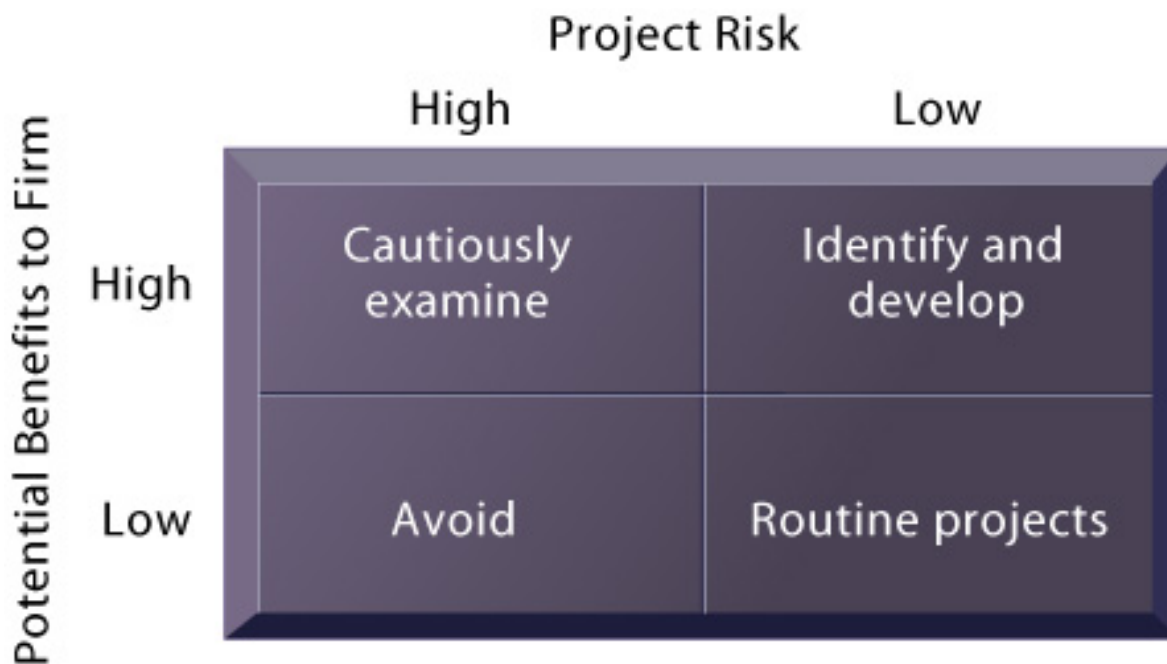 Project Risk
High
Low
Potential Benefits to Firm
High
Cautiously
examine
Identify and
develop
Low
Avoid
Routine projects